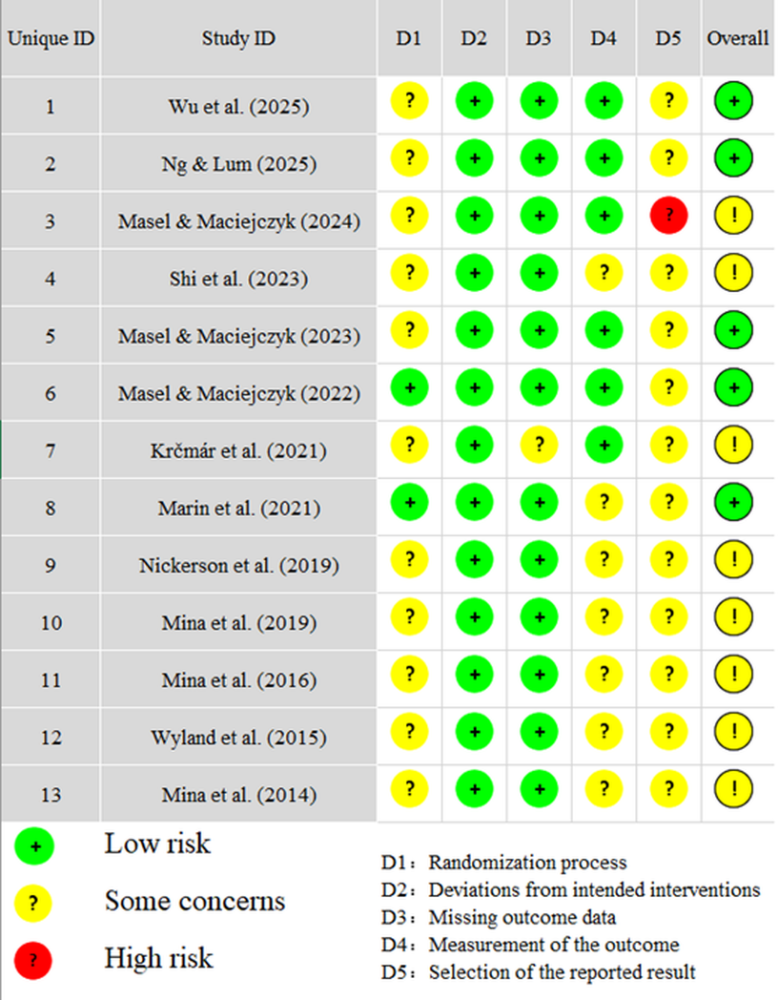 Unique ID Study ID D1 D2 D3 D4 D5 Overall
1 Wu et al. (2025) ? + + + ? +
2 Ng & Lum (2025) ? + + + ? +
3 Masel & Maciejczyk (2024) ? + + + ? !
4 Shi et al. (2023) ? + + ? ? !
5 Masel & Maciejczyk (2023) ? + + + ? +
6 Masel & Maciejczyk (2022) + + + + ? +
7 Krčmár et al. (2021) ? + ? + ? !
8 Marin et al. (2021) + + + ? ? +
9 Nickerson et al. (2019) ? + + ? ? !
10 Mina et al. (2019) ? + + ? ? !
11 Mina et al. (2016) ? + + ? ? !
12 Wyland et al. (2015) ? + + ? ? !
13 Mina et al. (2014) ? + + ? ? !
+ Low risk
? Some concerns
? High risk
D1: Randomization process
D2: Deviations from intended interventions
D3: Missing outcome data
D4: Measurement of the outcome
D5: Selection of the reported result